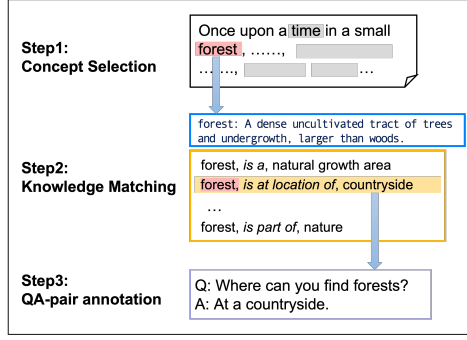 Step1:
Concept Selection
Once upon a time in a small
forest, ……,
…….,  …
forest: A dense uncultivated tract of trees
and undergrowth, larger than woods.
Step2:
Knowledge Matching
forest, is a, natural growth area
forest, is at location of, countryside
…
forest, is part of, nature
Step3:
QA-pair annotation
Q: Where can you find forests?
A: At a countryside.